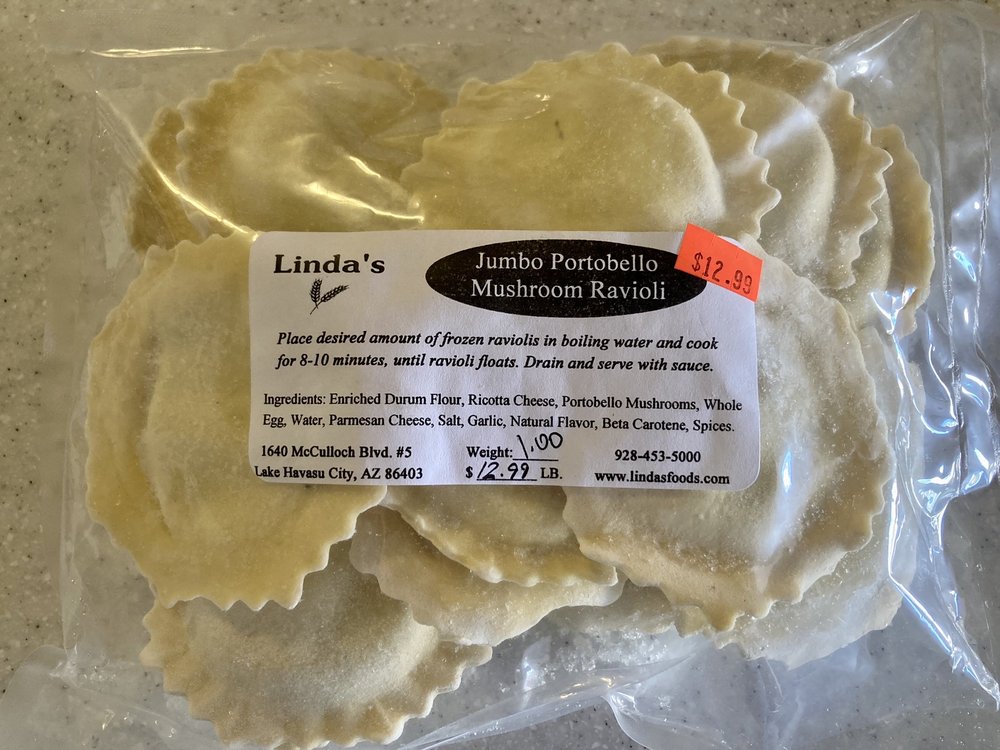 Linda's
Jumbo Portobello
Mushroom Ravioli
$12.99
Place desired amount of frozen raviolis in boiling water and cook
for 8-10 minutes, until ravioli floats. Drain and serve with sauce.
Ingredients: Enriched Durum Flour, Ricotta Cheese, Portobello Mushrooms, Whole
Egg, Water, Parmesan Cheese, Salt, Garlic, Natural Flavor, Beta Carotene, Spices.
1640 McCulloch Blvd. #5
Lake Havasu City, AZ 86403
Weight: 1.00
$ 12.99 LB.
928-453-5000
www.lindasfoods.com